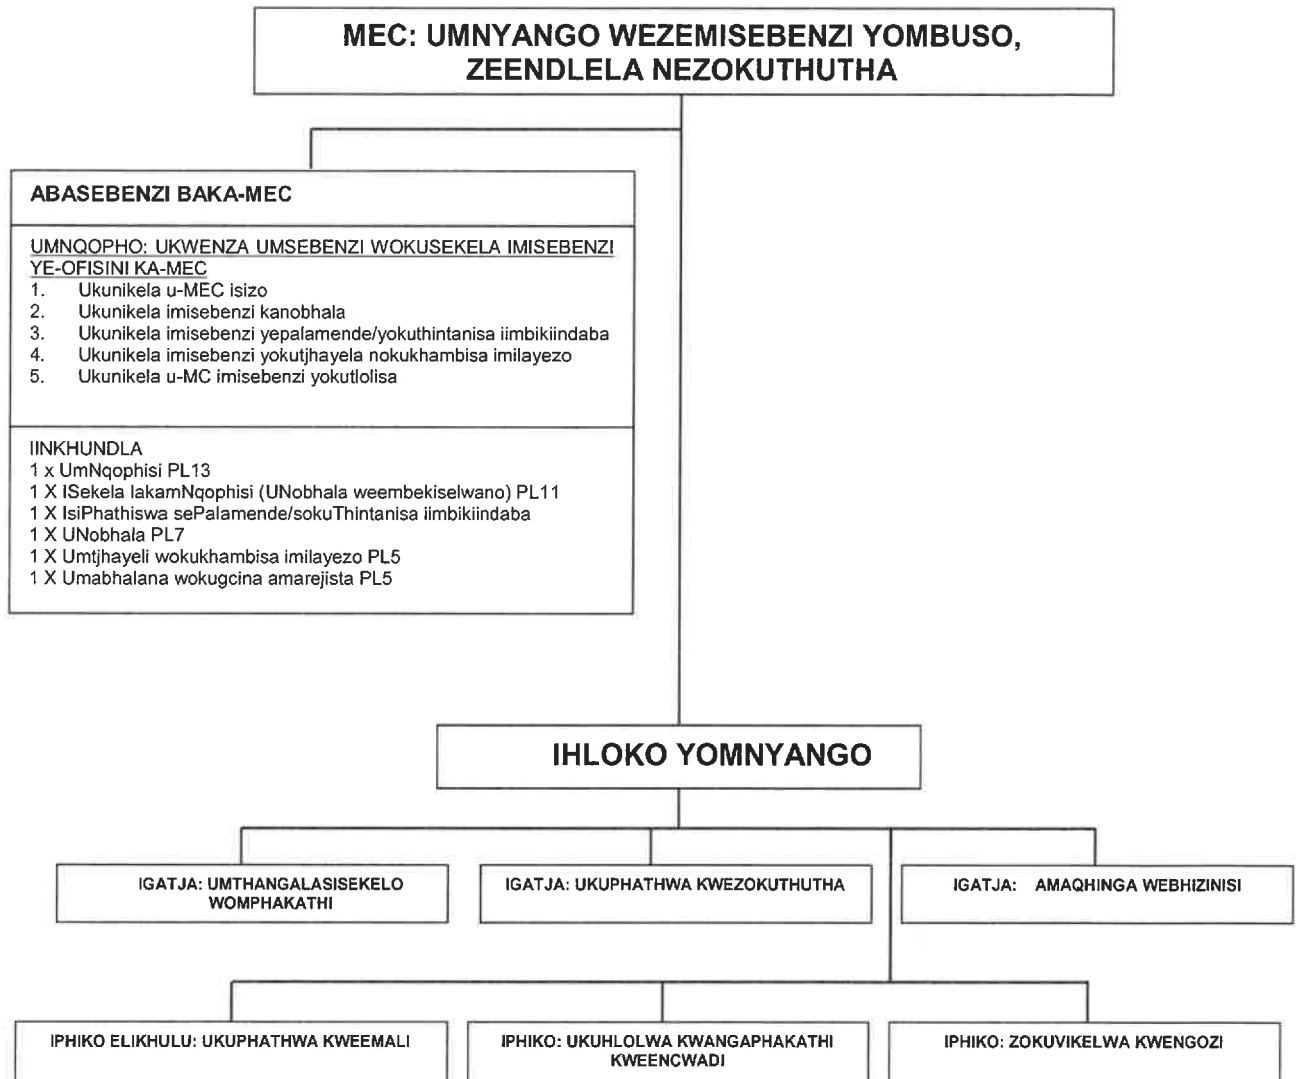 MEC: UMNYANGO WEZEMISEBENZI YOMBUSO,
ZEENDLELA NEZOKUTHUTHA
ABASEBENZI BAKA-MEC
UMNQOPHO: UKWENZA UMSEBENZI WOKUSEKELA IMISEBENZI
YE-OFISINI KA-MEC
1. Ukunikela u-MEC isizo
2. Ukunikela imisebenzi kanobhala
3. Ukunikela imisebenzi yepalamende/yokuthintanisa iimbikiindaba
4. Ukunikela imisebenzi yokutjhayela nokukhambisa imilayezo
5. Ukunikela u-MC imisebenzi yokutlolisa
IINKHUNDLA
1 x UmNqophisi PL13
1 X ISekela lakamNqophisi (UNobhala weembekiselwano) PL11
1 X IsiPhathiswa sePalamende/sokuThintanisa iimbikiindaba
1 X UNobhala PL7
1 X Umtjhayeli wokukhambisa imilayezo PL5
1 X Umabhalana wokugcina amarejista PL5
IHLOKO YOMNYANGO
IGATJA: UMTHANGALASISEKELO
WOMPHAKATHI
IGATJA: UKUPHATHWA KWEZOKUTHUTHA
IGATJA: AMAQHINGA WEBHIZINISI
IPHIKO ELIKHULU: UKUPHATHWA KWEEMALI
IPHIKO: UKUHLOLWA KWANGAPHAKATHI
KWEENCWADI
IPHIKO: ZOKUVIKELWA KWENGOZI